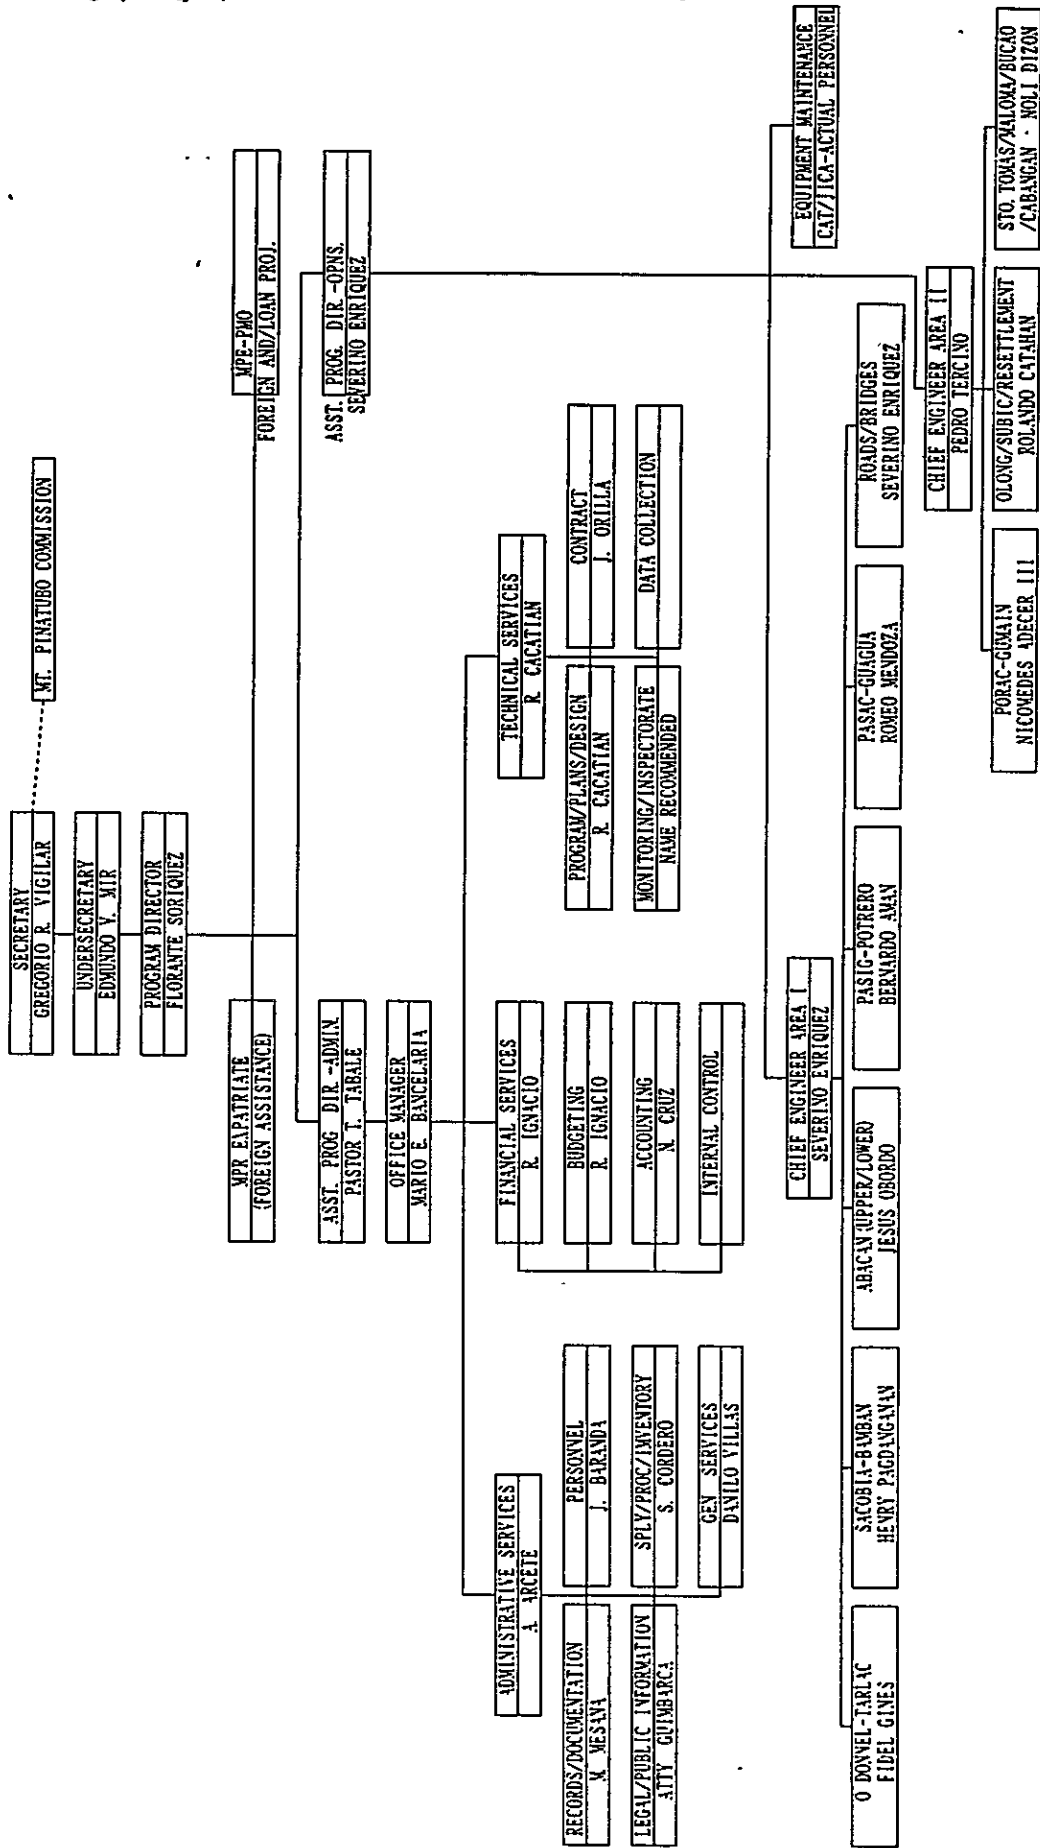 SECRETARY
GREGORIO R. VIGILAR
MT. PINATUBO COMMISSION
UNDERSECRETARY
EDMUNDO V. MIR
PROGRAM DIRECTOR
FLORANTE SORIQUEZ
MPR EAPATRIATE
(FOREIGN ASSISTANCE)
MPE-PMO
FOREIGN AND/LOAN PROJ.
ASST. PROG DIR.-ADMIN.
PASTOR T. TABALE
ASST. PROG. DIR.-OPNS.
SEVERINO ENRIQUEZ
OFFICE MANAGER
MARIO E. BANCELARIA
ADMINISTRATIVE SERVICES
A. ARCETE
FINANCIAL SERVICES
R. IGNACIO
TECHNICAL SERVICES
R. CACATIAN
RECORDS/DOCUMENTATION
M. MESANA
PERSONNEL
J. BARANDA
BUDGETING
R. IGNACIO
PROGRAM/PLANS/DESIGN
R. CACATIAN
CONTRACT
J. ORILLA
LEGAL/PUBLIC INFORMATION
ATTY GUIMBARCA
SPLY/PROC/IMVENTORY
S. CORDERO
ACCOUNTING
N. CRUZ
MONITORING/INSPECTORATE
NAME RECOMMENDED
DATA COLLECTION
GEN SERVICES
DANILO VILLAS
INTERNAL CONTROL
CHIEF ENGINEER AREA I
SEVERINO ENRIQUEZ
EQUIPMENT MAINTENANCE
CAT/JICA-ACTUAL PERSONNEL
O DONNEL-TARLAC
FIDEL GINES
SACOBIA-BAMBAN
HENRY PAGDANGANAN
ABACAN(UPPER/LOWER)
JESUS OBORDO
PASIG-POTRERO
BERNARDO AMAN
PASAC-GUAGUA
ROMEO MENDOZA
ROADS/BRIDGES
SEVERINO ENRIQUEZ
CHIEF ENGINEER AREA II
PEDRO TERCINO
PORAC-GUMAIN
NICOMEDES ADECER III
OLONG/SUBIC/RESETTLEMENT
ROLANDO CATAHAN
STO. TOMAS/MALOMA/BUCAO
/CABANGAN - NOLI DIZON